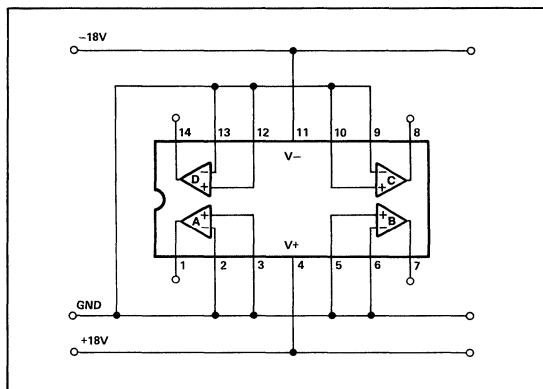 –18V
14 13 12 11 10 9 8
V–
– –
D C
+ +
+ +
A B
– –
V+
1 2 3 4 5 6 7
GND
+18V